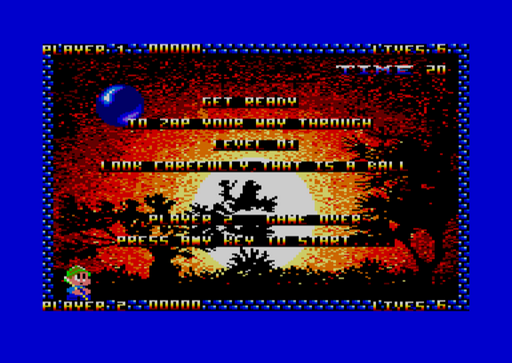 PLAYER 1 00000 LIVES 6
TIME 20
GET READY
TO ZAP YOUR WAY THROUGH
LEVEL 01
LOOK CAREFULLY THAT IS A BALL
PLAYER 2 GAME OVER
PRESS ANY KEY TO START
PLAYER 2 00000 LIVES 6